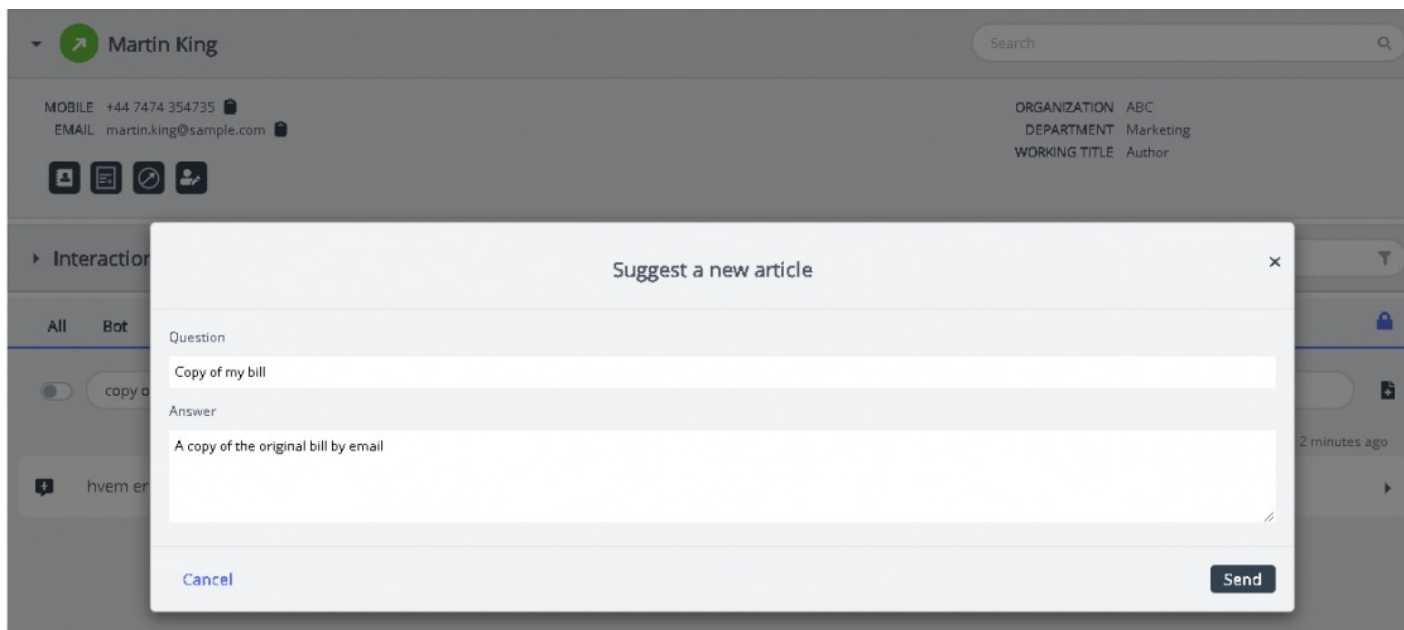 Martin King
Search
MOBILE +44 7474 354735
EMAIL martin.king@sample.com
ORGANIZATION ABC
DEPARTMENT Marketing
WORKING TITLE Author
Interaction
Suggest a new article
×
All Bot
Question
Copy of my bill
copy o
Answer
A copy of the original bill by email
2 minutes ago
hvem er
Cancel
Send